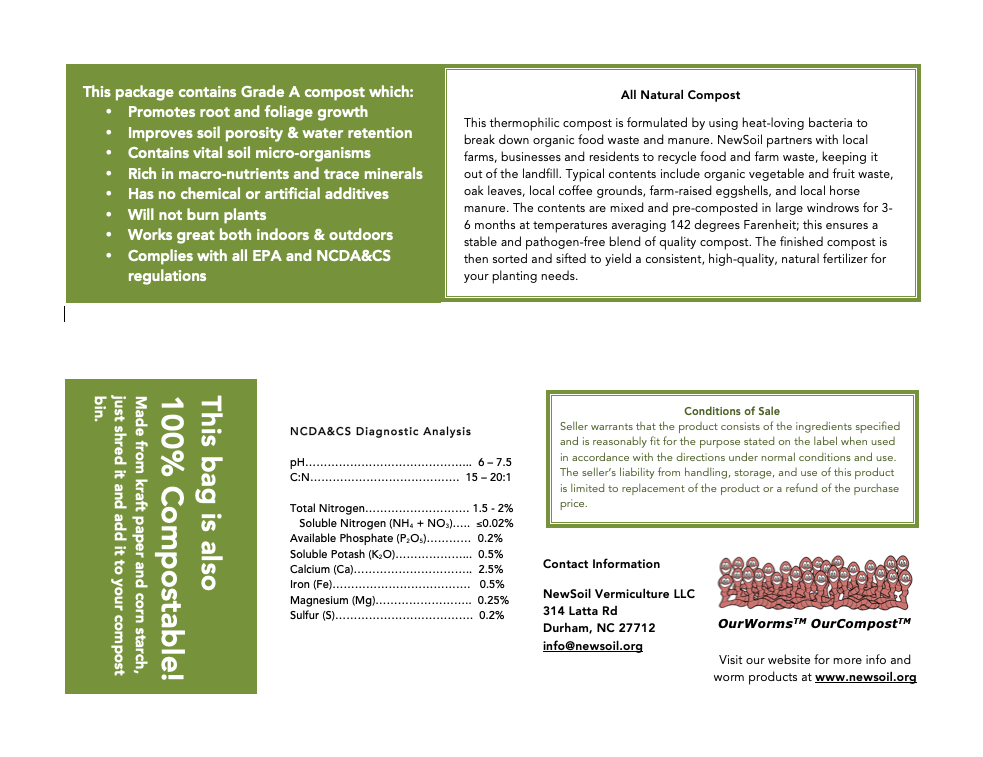 This package contains Grade A compost which:
• Promotes root and foliage growth
• Improves soil porosity & water retention
• Contains vital soil micro-organisms
• Rich in macro-nutrients and trace minerals
• Has no chemical or artificial additives
• Will not burn plants
• Works great both indoors & outdoors
• Complies with all EPA and NCDA&CS
regulations
All Natural Compost
This thermophilic compost is formulated by using heat-loving bacteria to
break down organic food waste and manure. NewSoil partners with local
farms, businesses and residents to recycle food and farm waste, keeping it
out of the landfill. Typical contents include organic vegetable and fruit waste,
oak leaves, local coffee grounds, farm-raised eggshells, and local horse
manure. The contents are mixed and pre-composted in large windrows for 3-
6 months at temperatures averaging 142 degrees Farenheit; this ensures a
stable and pathogen-free blend of quality compost. The finished compost is
then sorted and sifted to yield a consistent, high-quality, natural fertilizer for
your planting needs.
This bag is also
100% Compostable!
Made from kraft paper and corn starch,
just shred it and add it to your compost
bin.
NCDA&CS Diagnostic Analysis
pH............................................ 6 – 7.5
C:N........................................ 15 – 20:1
Total Nitrogen............................ 1.5 - 2%
Soluble Nitrogen (NH₄ + NO₃)..... ≤0.02%
Available Phosphate (P₂O₅)............ 0.2%
Soluble Potash (K₂O)..................... 0.5%
Calcium (Ca)................................ 2.5%
Iron (Fe)..................................... 0.5%
Magnesium (Mg).......................... 0.25%
Sulfur (S)..................................... 0.2%
Conditions of Sale
Seller warrants that the product consists of the ingredients specified
and is reasonably fit for the purpose stated on the label when used
in accordance with the directions under normal conditions and use.
The seller’s liability from handling, storage, and use of this product
is limited to replacement of the product or a refund of the purchase
price.
Contact Information
NewSoil Vermiculture LLC
314 Latta Rd
Durham, NC 27712
info@newsoil.org
OurWorms™ OurCompost™
Visit our website for more info and
worm products at www.newsoil.org